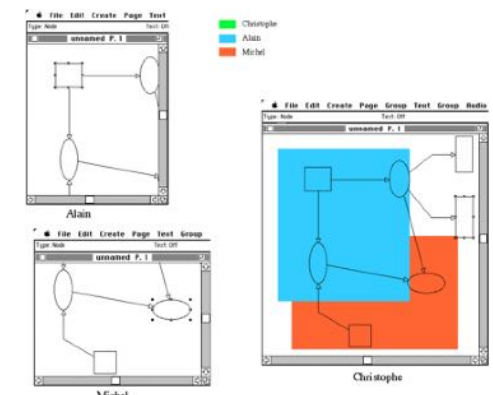 File Edit Create Page Text
Type: Node Text Off
unnamed P. 1
Alain
Christophe
Alain
Michel
File Edit Create Page Text Group
Type: Node Text Off
unnamed P. 1
Michel
File Edit Create Page Group Text Group Audio
Type: Node Text Off
unnamed P. 1
Christophe